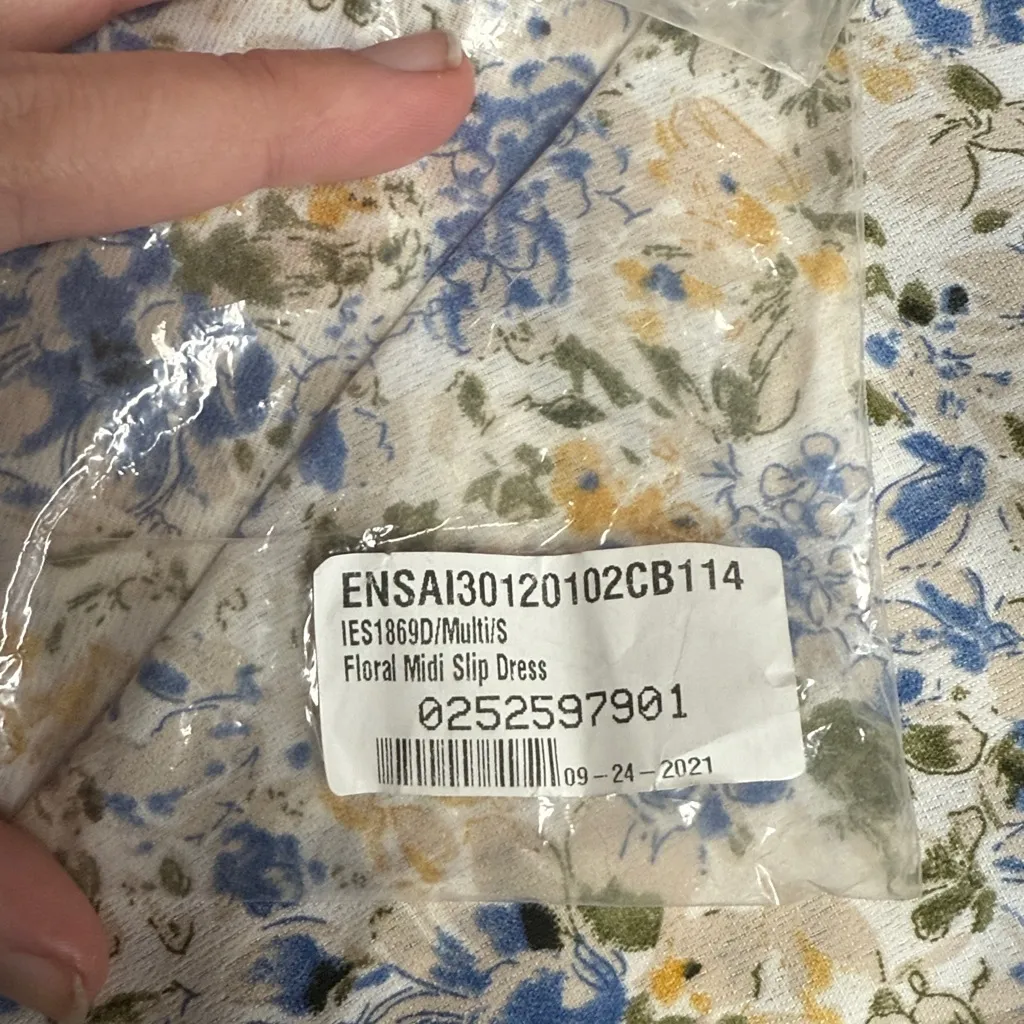 ENSAI30120102CB114
IES1869D/Multi/S
Floral Midi Slip Dress
0252597901
09-24-2021